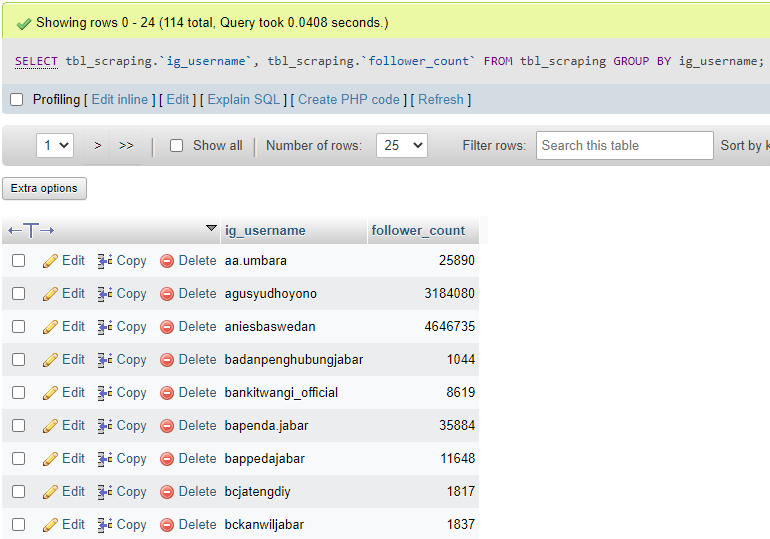 Showing rows 0 - 24 (114 total, Query took 0.0408 seconds.)
SELECT tbl_scraping.`ig_username`, tbl_scraping.`follower_count` FROM tbl_scraping GROUP BY ig_username;
Profiling [ Edit inline ] [ Edit ] [ Explain SQL ] [ Create PHP code ] [ Refresh ]
1 > >> Show all Number of rows: 25 Filter rows: Search this table Sort by k
Extra options
ig_username follower_count
Edit Copy Delete aa.umbara 25890
Edit Copy Delete agusyudhoyono 3184080
Edit Copy Delete aniesbaswedan 4646735
Edit Copy Delete badanpenghubungjabar 1044
Edit Copy Delete bankitwangi_official 8619
Edit Copy Delete bapenda.jabar 35884
Edit Copy Delete bappedajabar 11648
Edit Copy Delete bcjatengdiy 1817
Edit Copy Delete bckanwiljabar 1837